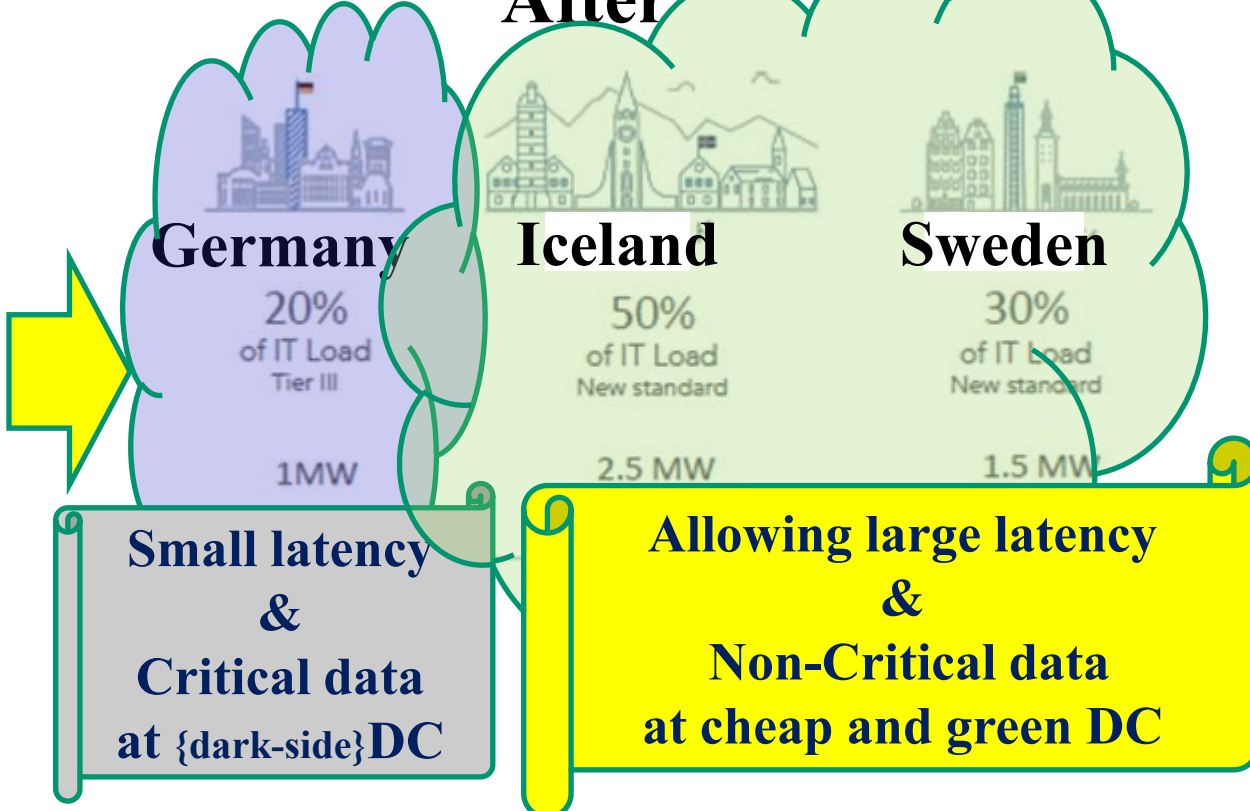 After
Germany
20%
of IT Load
Tier III
1MW
Iceland
50%
of IT Load
New standard
2.5 MW
Sweden
30%
of IT Load
New standard
1.5 MW
Small latency
&
Critical data
at {dark-side}DC
Allowing large latency
&
Non-Critical data
at cheap and green DC